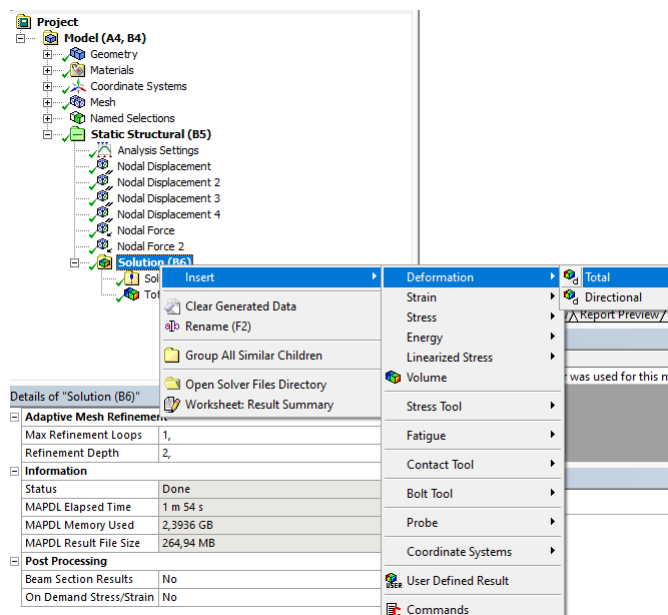 Project
Model (A4, B4)
Geometry
Materials
Coordinate Systems
Mesh
Named Selections
Static Structural (B5)
Analysis Settings
Nodal Displacement
Nodal Displacement 2
Nodal Displacement 3
Nodal Displacement 4
Nodal Force
Nodal Force 2
Solution (B6)
Sol
Tot
Insert
Clear Generated Data
Rename (F2)
Group All Similar Children
Open Solver Files Directory
Worksheet: Result Summary
Deformation
Strain
Stress
Energy
Linearized Stress
Volume
Stress Tool
Fatigue
Contact Tool
Bolt Tool
Probe
Coordinate Systems
User Defined Result
Commands
Total
Directional
Report Preview
was used for this m
Details of "Solution (B6)"
Adaptive Mesh Refinement
Max Refinement Loops 1,
Refinement Depth 2,
Information
Status Done
MAPDL Elapsed Time 1 m 54 s
MAPDL Memory Used 2,3936 GB
MAPDL Result File Size 264,94 MB
Post Processing
Beam Section Results No
On Demand Stress/Strain No